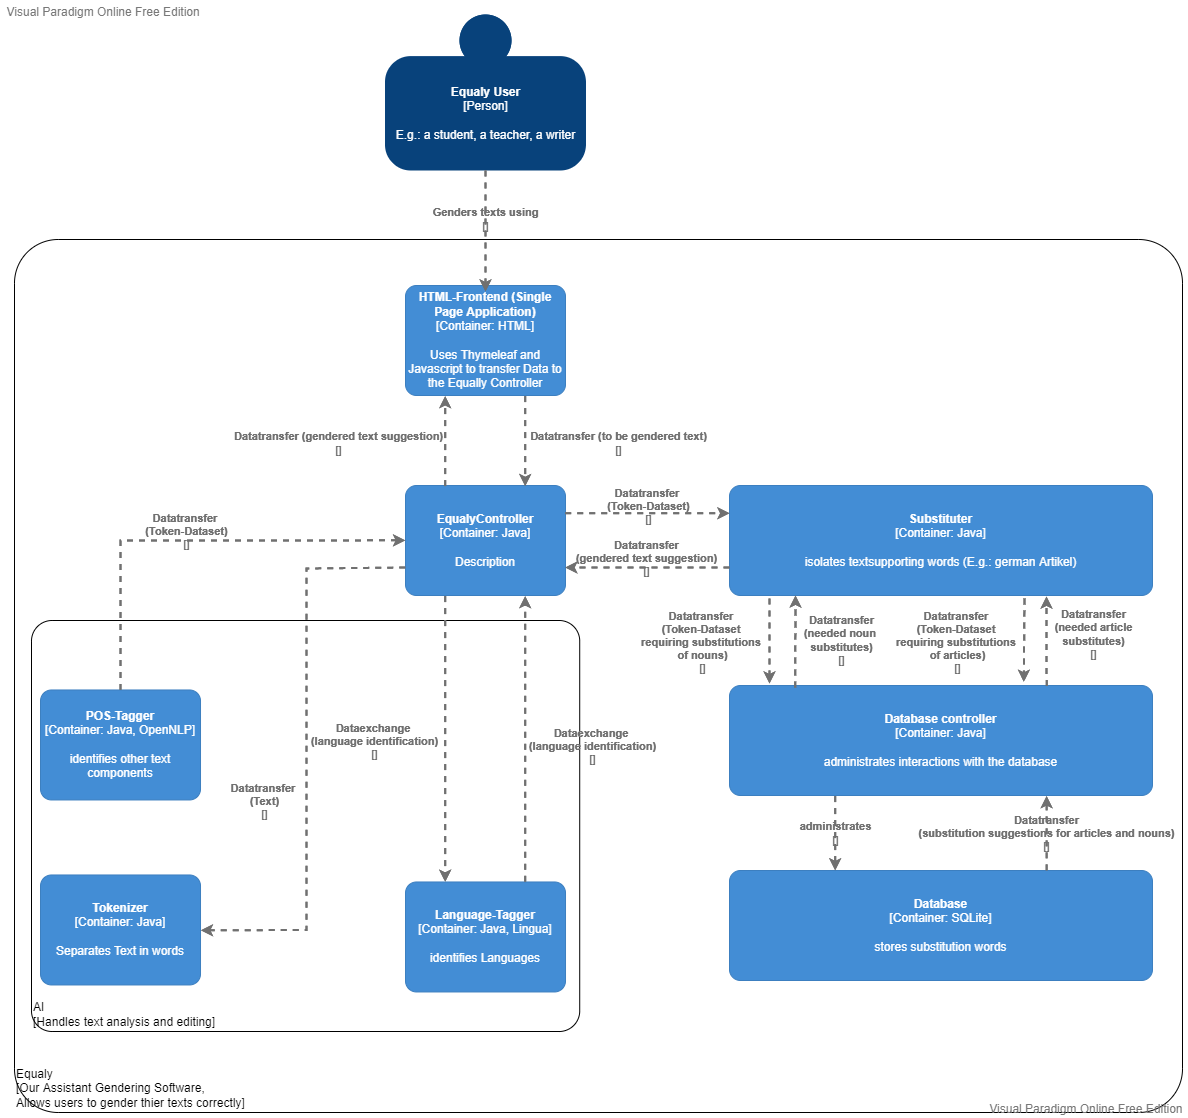 Visual Paradigm Online Free Edition
Equaly User
[Person]
E.g.: a student, a teacher, a writer
Genders texts using
[]
HTML-Frontend (Single
Page Application)
[Container: HTML]
Uses Thymeleaf and
Javascript to transfer Data to
the Equally Controller
Datatransfer (gendered text suggestion)
[]
Datatransfer (to be gendered text)
[]
EqualyController
[Container: Java]
Description
Datatransfer
(Token-Dataset)
[]
Datatransfer
(gendered text suggestion)
[]
Substituter
[Container: Java]
isolates textsupporting words (E.g.: german Artikel)
Datatransfer
(Token-Dataset)
[]
Datatransfer
(Token-Dataset
requiring substitutions
of nouns)
[]
Datatransfer
(needed noun
substitutes)
[]
Datatransfer
(Token-Dataset
requiring substitutions
of articles)
[]
Datatransfer
(needed article
substitutes)
[]
POS-Tagger
[Container: Java, OpenNLP]
identifies other text
components
Dataexchange
(language identification)
[]
Dataexchange
(language identification)
[]
Database controller
[Container: Java]
administrates interactions with the database
Datatransfer
(Text)
[]
administrates
[]
Datatransfer
(substitution suggestions for articles and nouns)
[]
Tokenizer
[Container: Java]
Separates Text in words
Language-Tagger
[Container: Java, Lingua]
identifies Languages
Database
[Container: SQLite]
stores substitution words
AI
[Handles text analysis and editing]
Equaly
[Our Assistant Gendering Software,
Allows users to gender thier texts correctly]
Visual Paradigm Online Free Edition